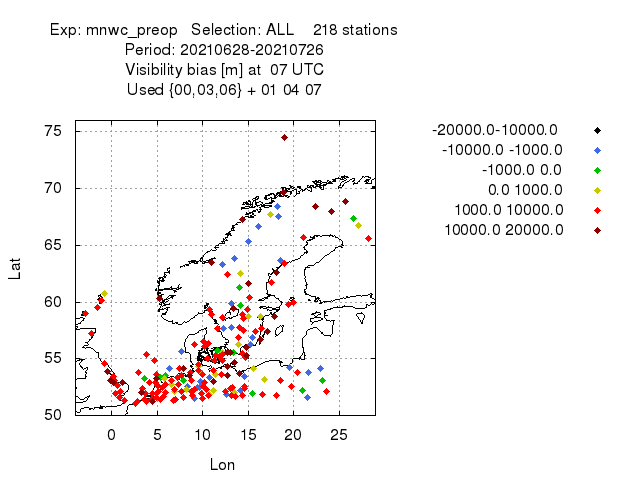 Exp: mnwc_preop   Selection: ALL    218 stations
Period: 20210628-20210726
Visibility bias [m] at  07 UTC
Used {00,03,06} + 01 04 07
-20000.0-10000.0
-10000.0 -1000.0
-1000.0 0.0
0.0 1000.0
1000.0 10000.0
10000.0 20000.0
75
70
65
60
55
50
Lat
0 5 10 15 20 25
Lon